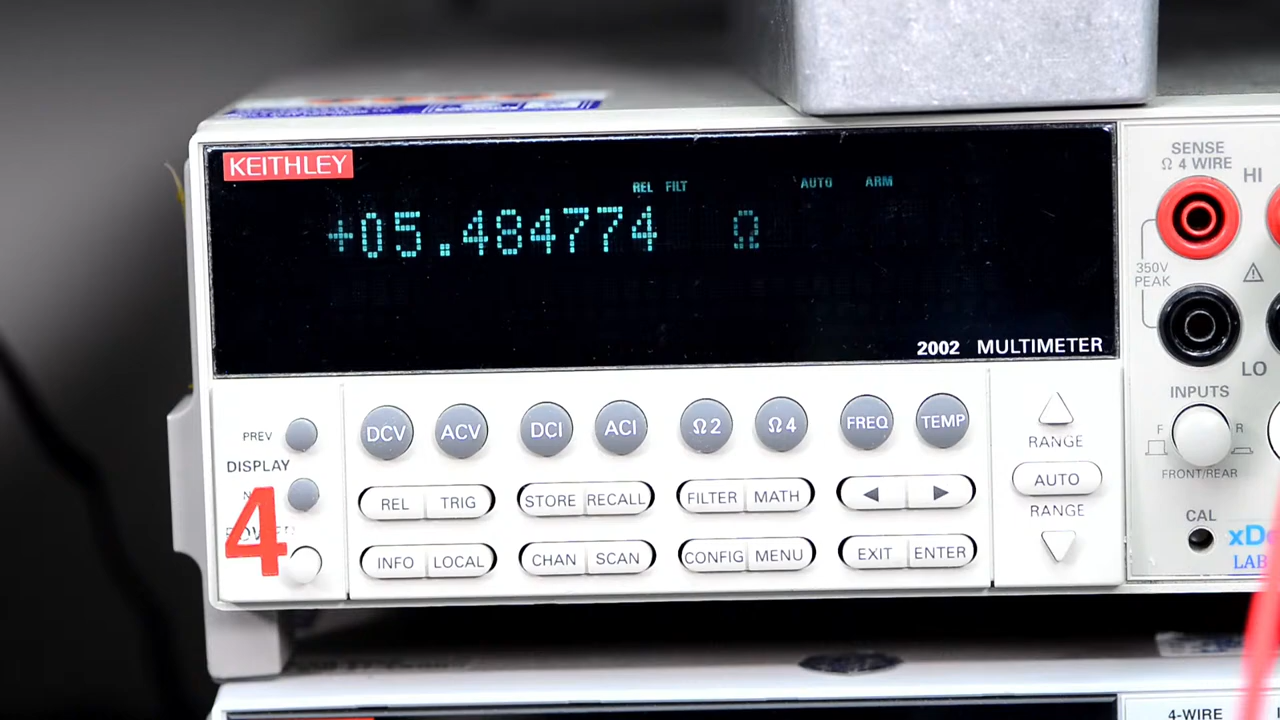 KEITHLEY
REL FILT AUTO ARM
+05.484774 Ω
2002 MULTIMETER
SENSE
Ω 4 WIRE
HI
350V
PEAK
LO
INPUTS
F R
FRONT/REAR
CAL
PREV
DISPLAY
POWER
4
DCV ACV DCI ACI Ω2 Ω4 FREQ TEMP
REL TRIG STORE RECALL FILTER MATH
INFO LOCAL CHAN SCAN CONFIG MENU EXIT ENTER
RANGE
AUTO
RANGE
LAB
4-WIRE